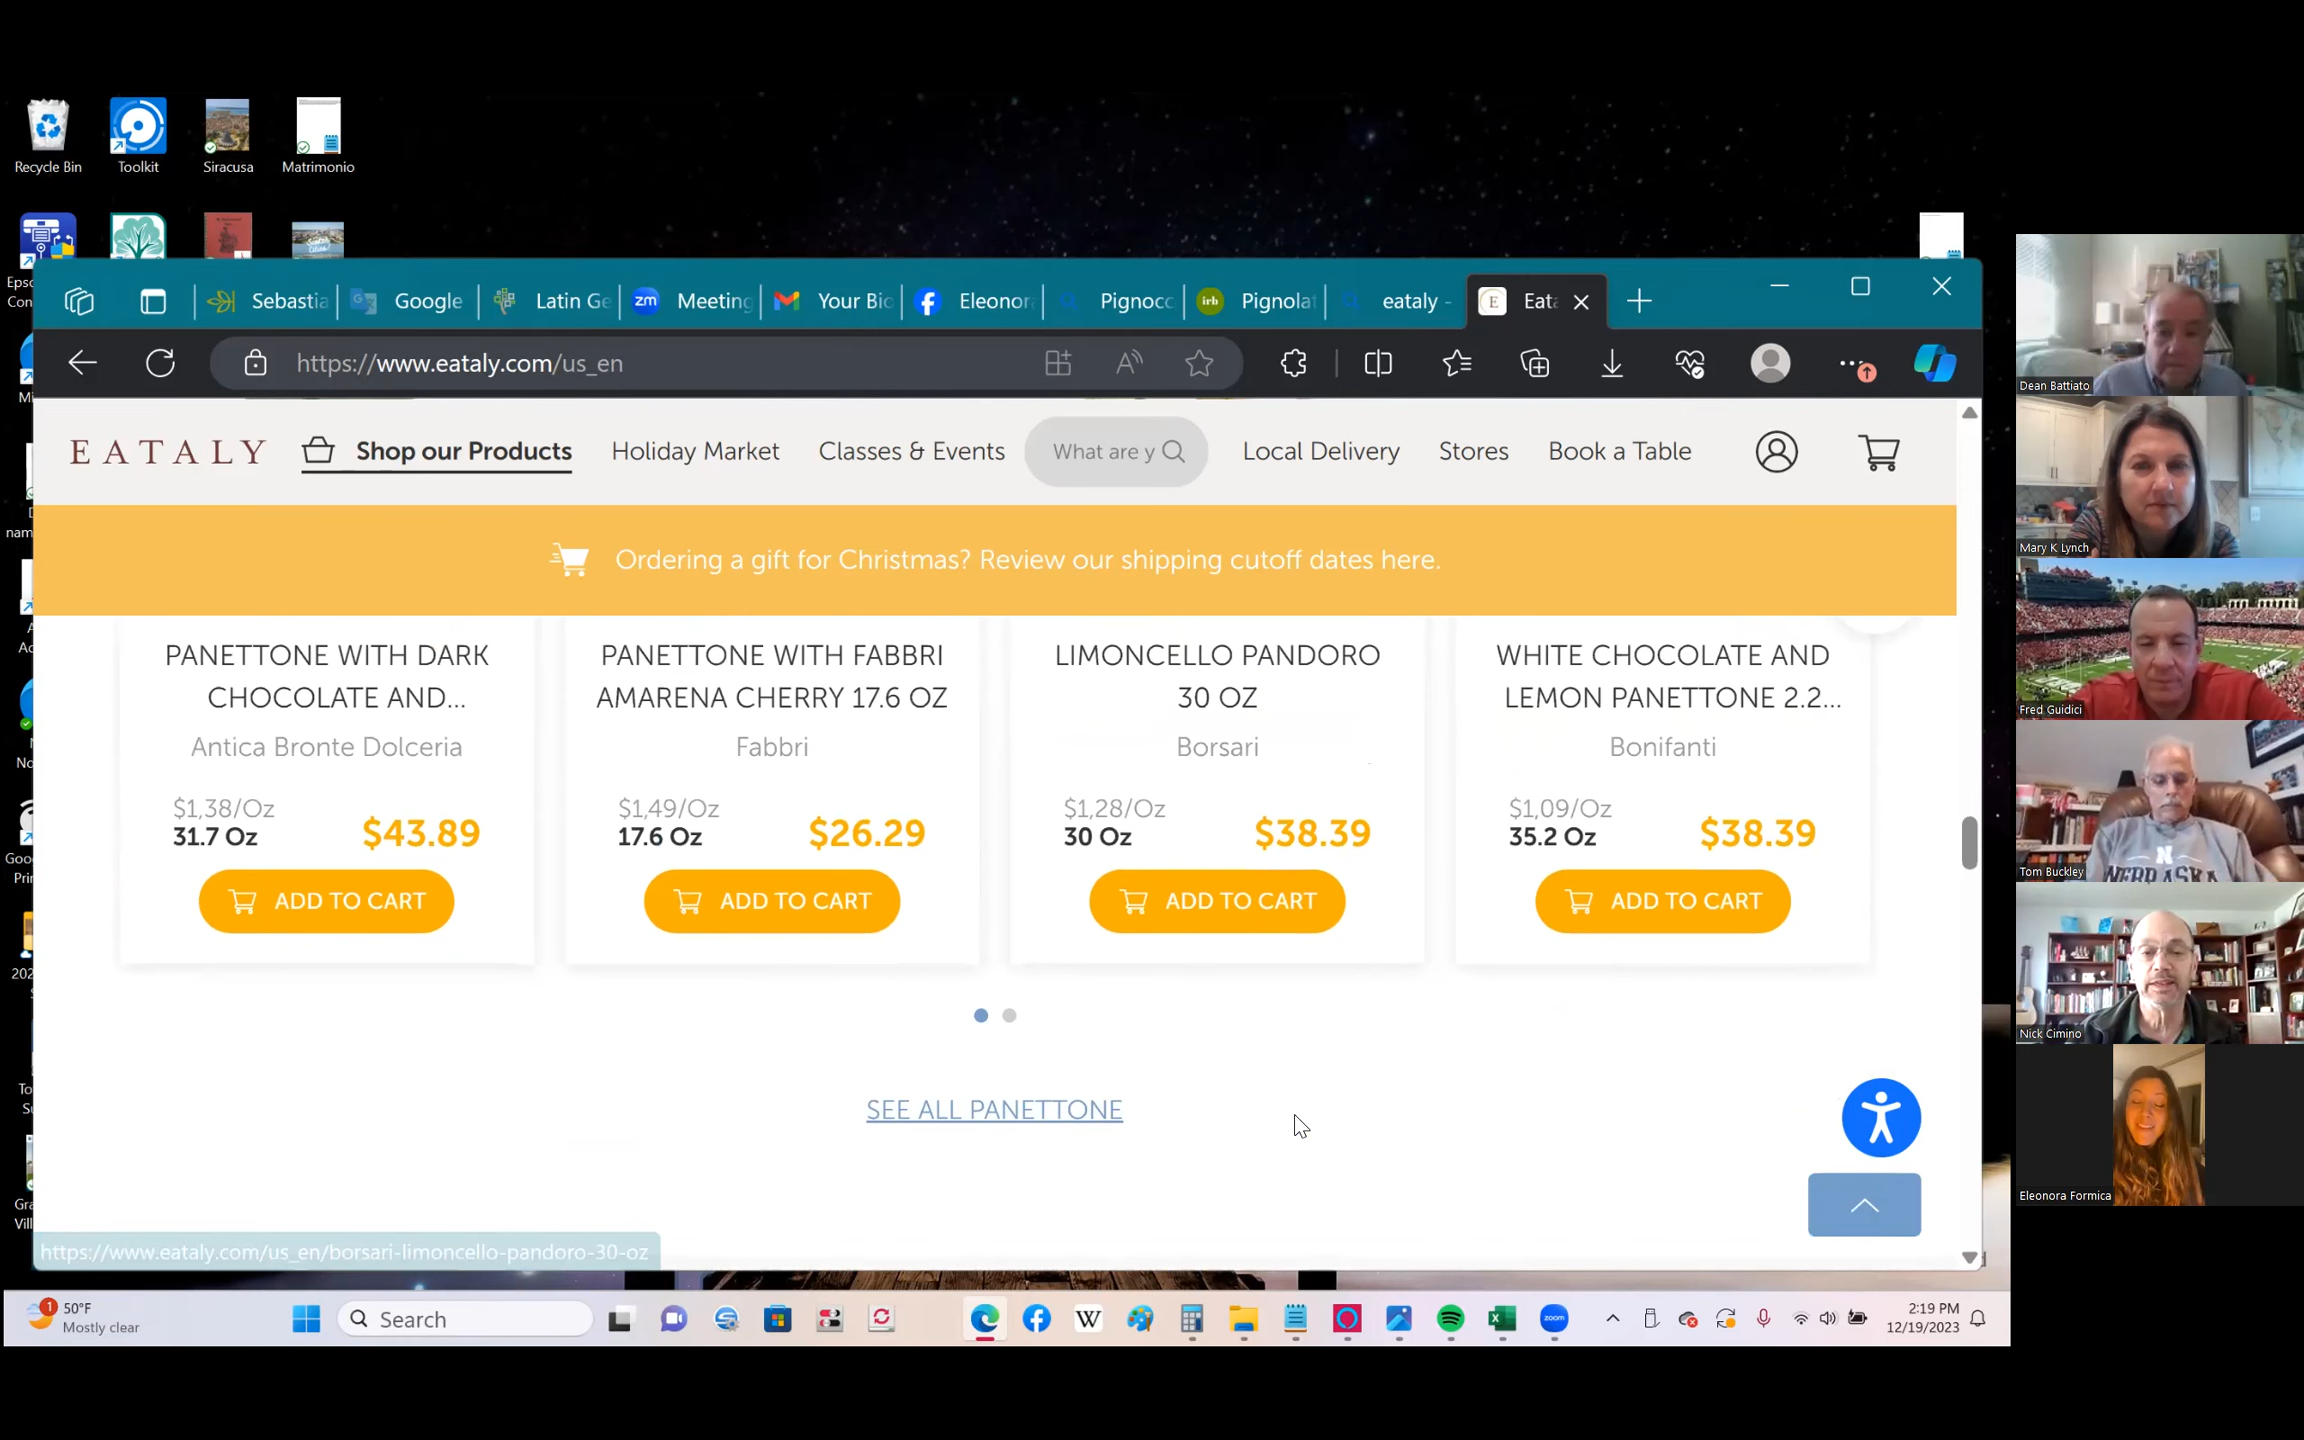 Recycle Bin
Toolkit
Siracusa
Matrimonio
Sebastia
Google
Latin Ge
Meeting
Your Bio
Eleonor
Pignocc
irb
Pignolat
eataly -
E
Eata
zm
https://www.eataly.com/us_en
EATALY
Shop our Products
Holiday Market
Classes & Events
What are y
Local Delivery
Stores
Book a Table
Ordering a gift for Christmas? Review our shipping cutoff dates here.
PANETTONE WITH DARK
CHOCOLATE AND...
Antica Bronte Dolceria
$1,38/Oz
31.7 Oz
$43.89
ADD TO CART
PANETTONE WITH FABBRI
AMARENA CHERRY 17.6 OZ
Fabbri
$1,49/Oz
17.6 Oz
$26.29
ADD TO CART
LIMONCELLO PANDORO
30 OZ
Borsari
$1,28/Oz
30 Oz
$38.39
ADD TO CART
WHITE CHOCOLATE AND
LEMON PANETTONE 2.2...
Bonifanti
$1,09/Oz
35.2 Oz
$38.39
ADD TO CART
SEE ALL PANETTONE
https://www.eataly.com/us_en/borsari-limoncello-pandoro-30-oz
1
50°F
Mostly clear
Search
W
zoom
2:19 PM
12/19/2023
Dean Battiato
Mary K Lynch
Fred Guidici
Tom Buckley
N
NEBRASKA
Nick Cimino
Eleonora Formica